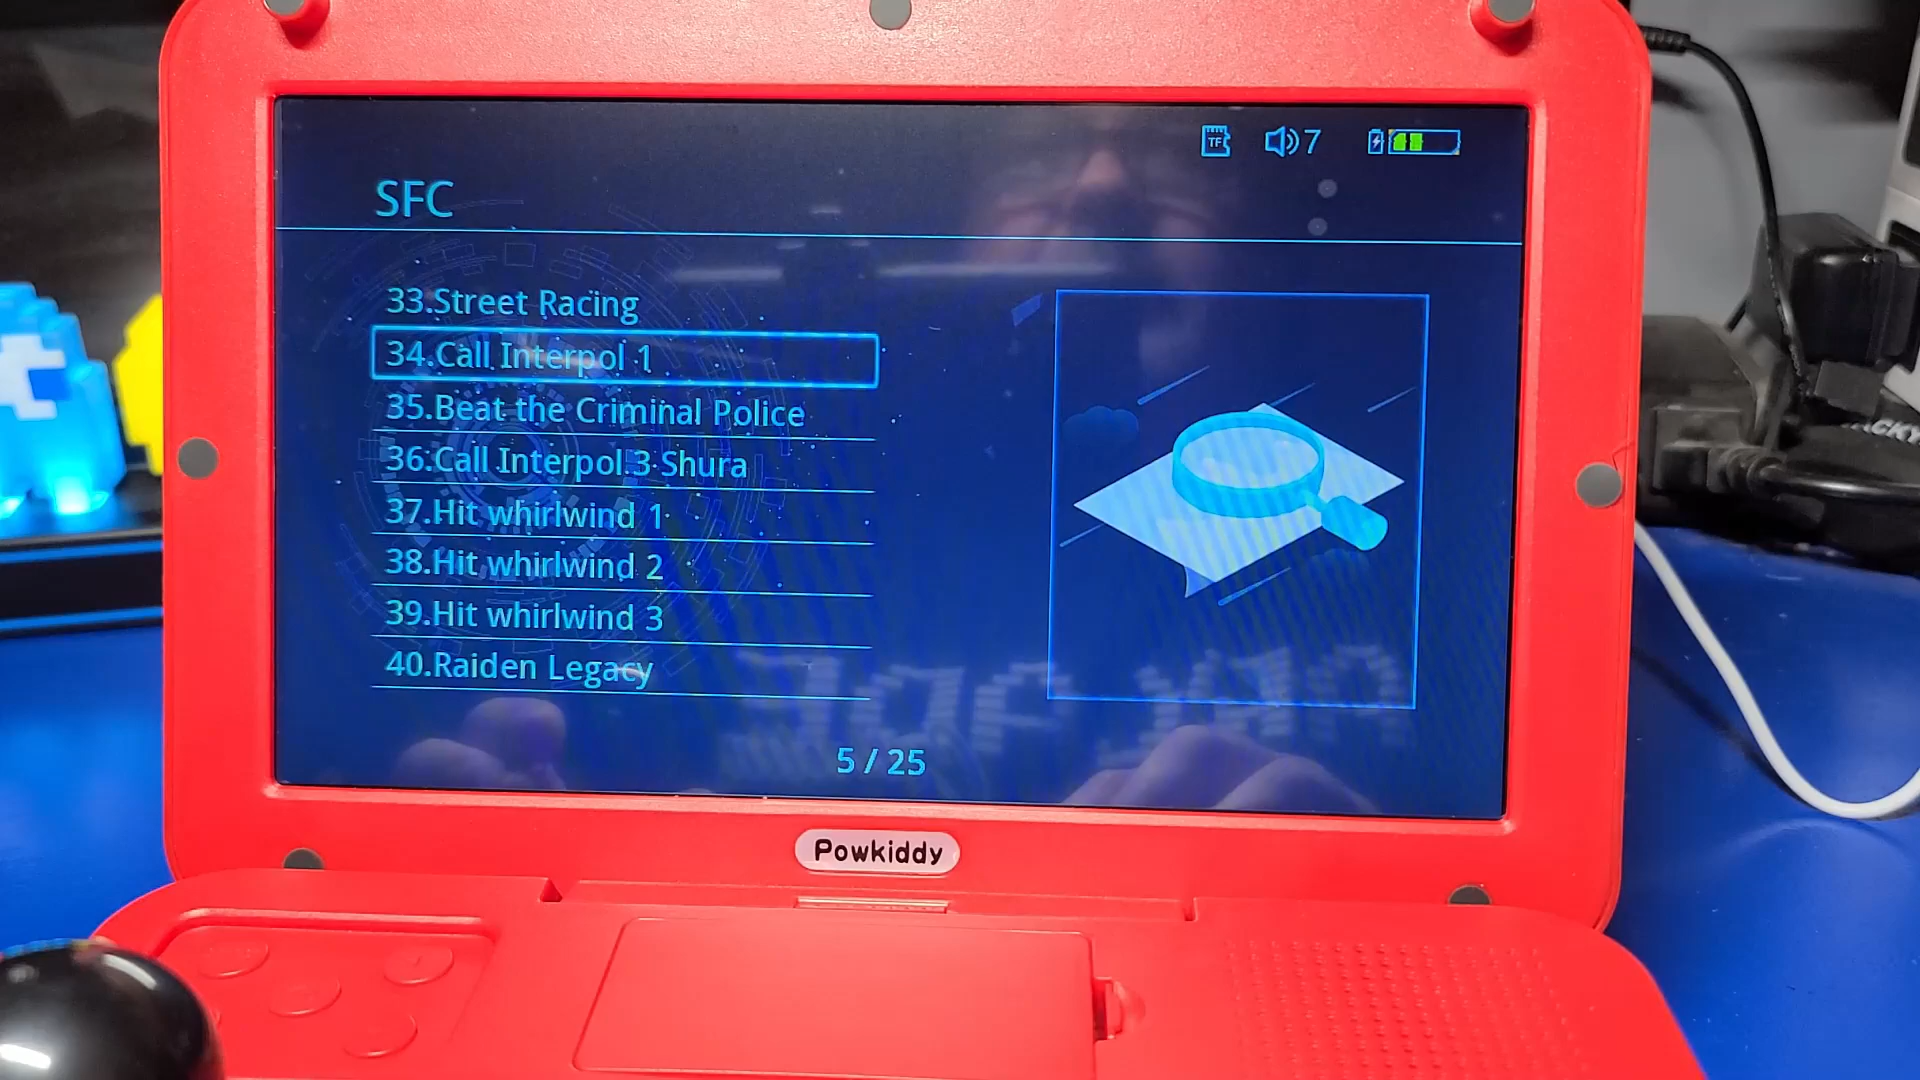 TF
7
SFC
33.Street Racing
34.Call Interpol 1
35.Beat the Criminal Police
36.Call Interpol 3 Shura
37.Hit whirlwind 1
38.Hit whirlwind 2
39.Hit whirlwind 3
40.Raiden Legacy
5 / 25
Powkiddy